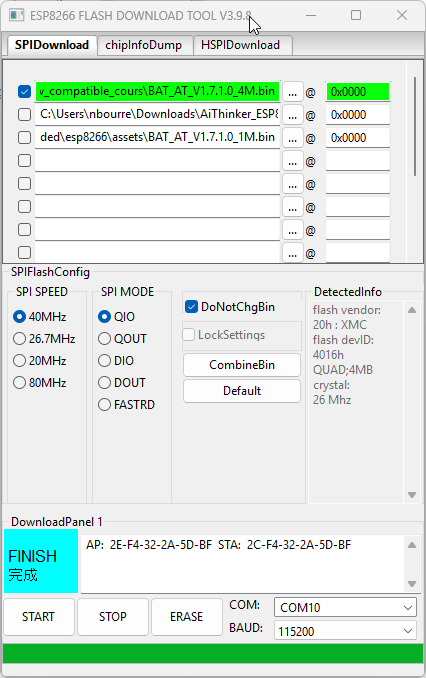 ESP8266 FLASH DOWNLOAD TOOL V3.9.8
SPIDownload chipInfoDump HSPIDownload
v_compatible_cours\BAT_AT_V1.7.1.0_4M.bin ... @ 0x0000
C:\Users\nbourre\Downloads\AiThinker_ESP8 ... @ 0x0000
ded\esp8266\assets\BAT_AT_V1.7.1.0_1M.bin ... @ 0x0000
... @
... @
... @
... @
... @
SPIFlashConfig
SPI SPEED
40MHz
26.7MHz
20MHz
80MHz
SPI MODE
QIO
QOUT
DIO
DOUT
FASTRD
DoNotChgBin
LockSettings
CombineBin
Default
DetectedInfo
flash vendor:
20h : XMC
flash devID:
4016h
QUAD;4MB
crystal:
26 Mhz
DownloadPanel 1
FINISH
完成
AP: 2E-F4-32-2A-5D-BF STA: 2C-F4-32-2A-5D-BF
START STOP ERASE
COM: COM10
BAUD: 115200